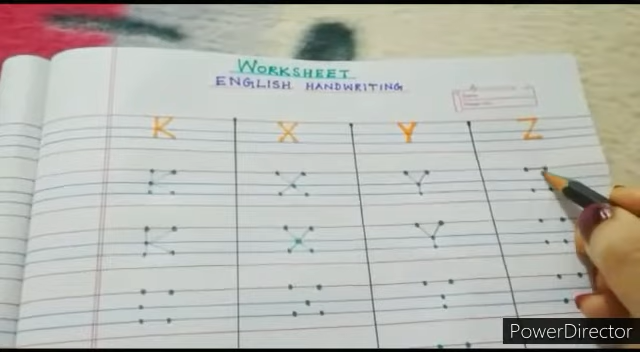 WORKSHEET
ENGLISH HANDWRITING
K X Y Z
K X Y
K X Y
PowerDirector